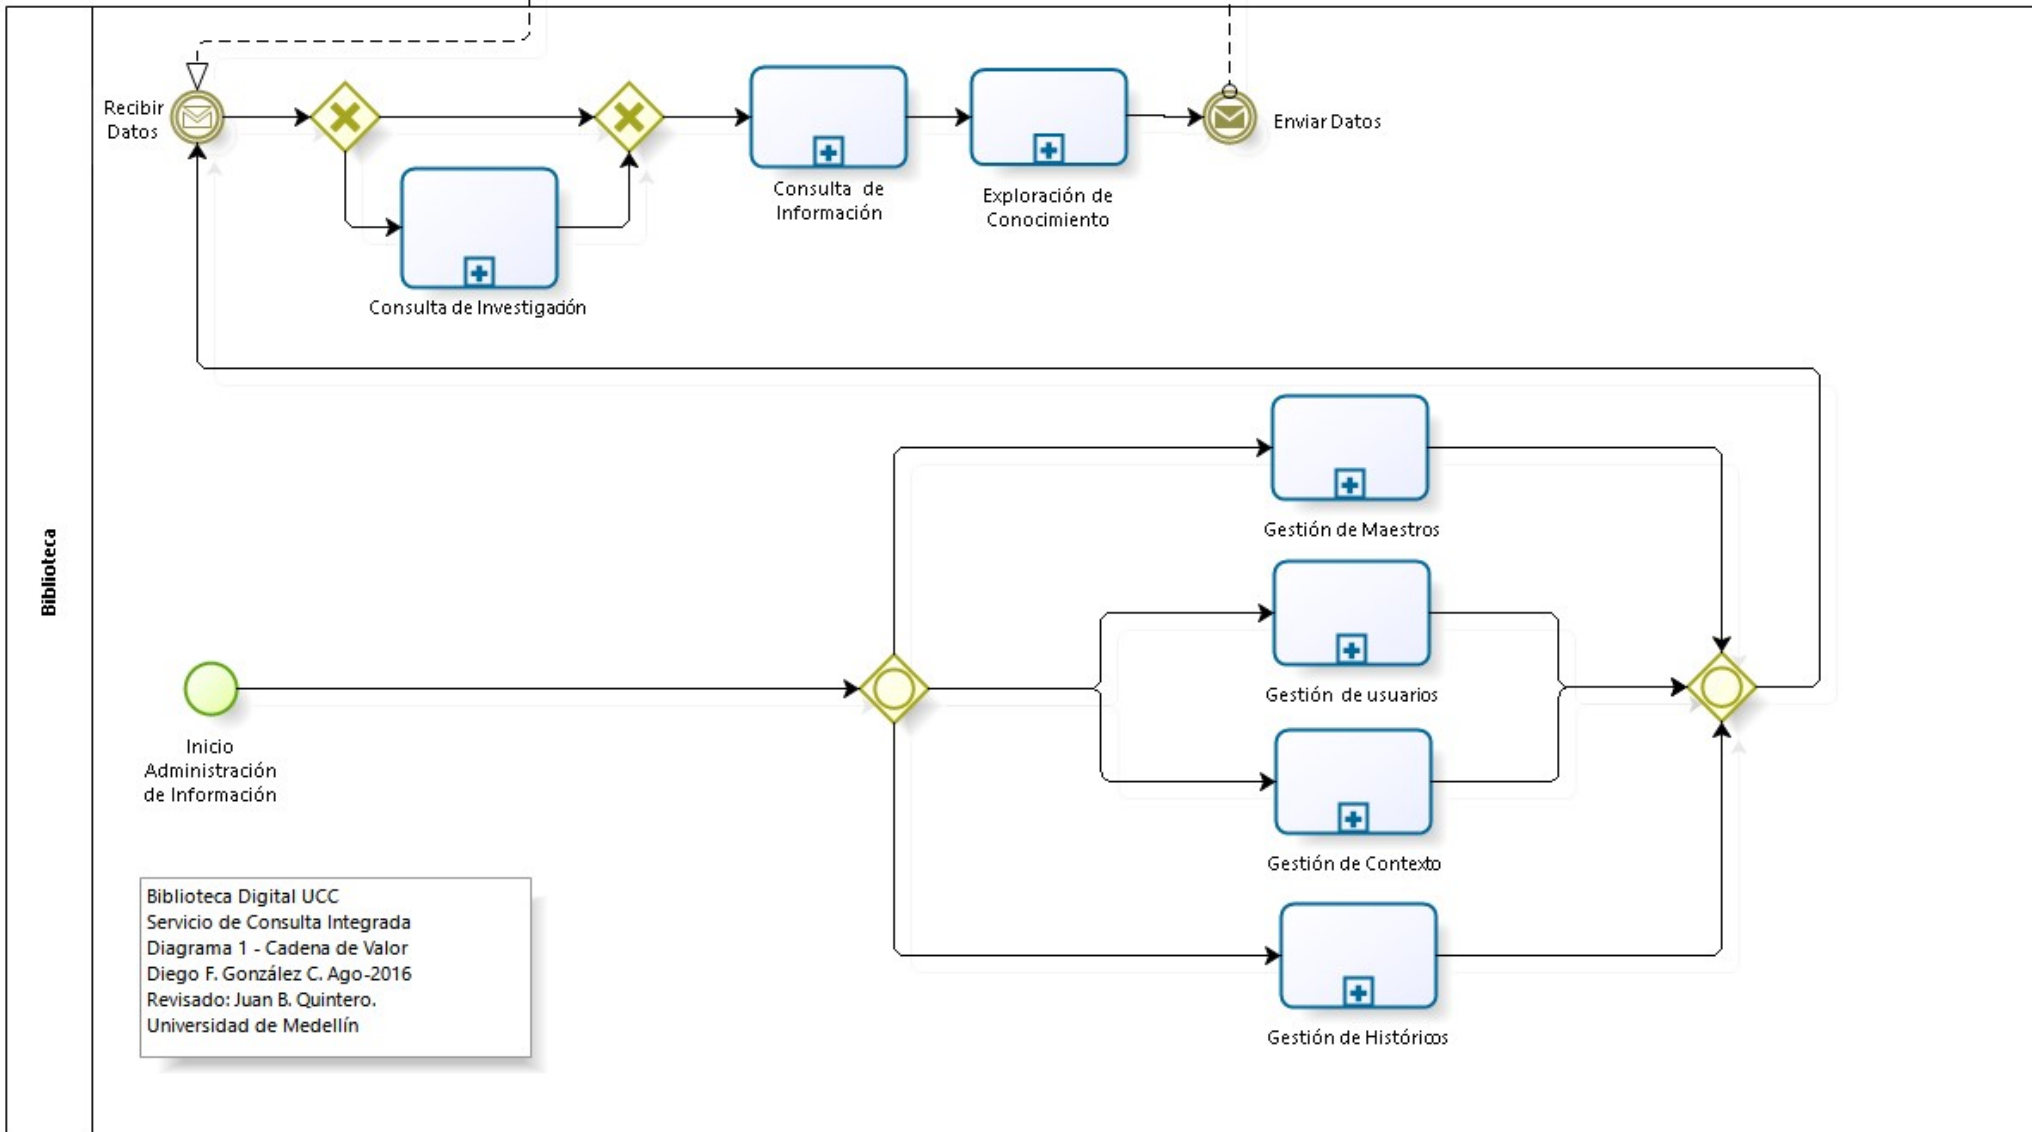 Biblioteca
Recibir
Datos
Enviar Datos
Consulta de
Información
Exploración de
Conocimiento
Consulta de Investigación
Gestión de Maestros
Gestión de usuarios
Inicio
Administración
de Información
Gestión de Contexto
Biblioteca Digital UCC
Servicio de Consulta Integrada
Diagrama 1 - Cadena de Valor
Diego F. González C. Ago-2016
Revisado: Juan B. Quintero.
Universidad de Medellín
Gestión de Históricos